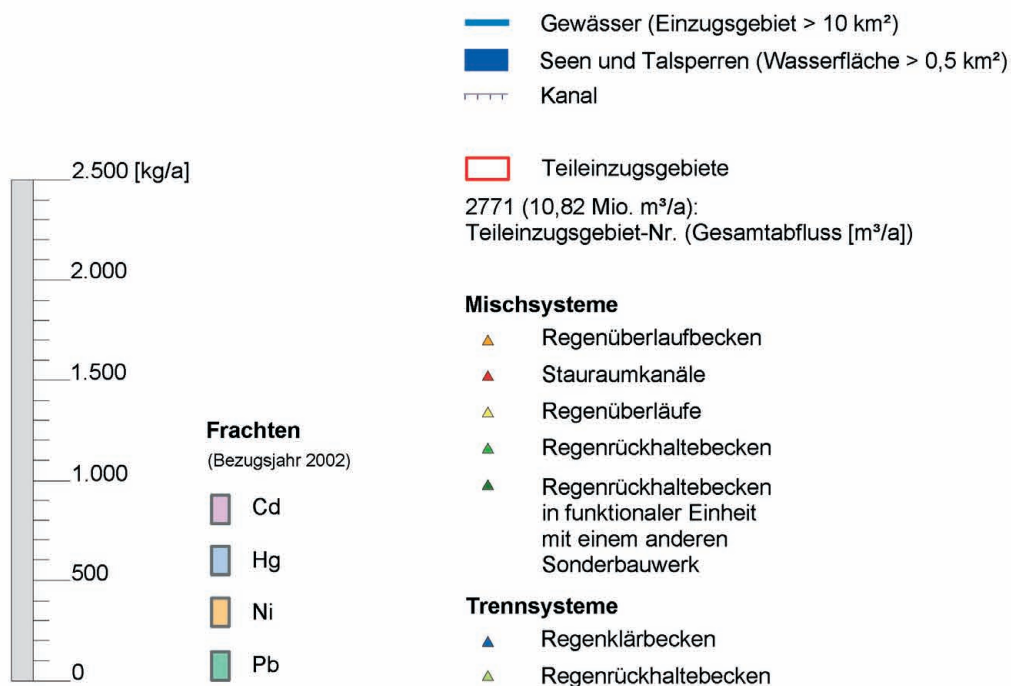 Gewässer (Einzugsgebiet > 10 km²)
Seen und Talsperren (Wasserfläche > 0,5 km²)
Kanal
Teileinzugsgebiete
2771 (10,82 Mio. m³/a):
Teileinzugsgebiet-Nr. (Gesamtabfluss [m³/a])
2.500 [kg/a]
2.000
1.500
1.000
500
0
Frachten
(Bezugsjahr 2002)
Cd
Hg
Ni
Pb
Mischsysteme
Regenüberlaufbecken
Stauraumkanäle
Regenüberläufe
Regenrückhaltebecken
Regenrückhaltebecken
in funktionaler Einheit
mit einem anderen
Sonderbauwerk
Trennsysteme
Regenklärbecken
Regenrückhaltebecken